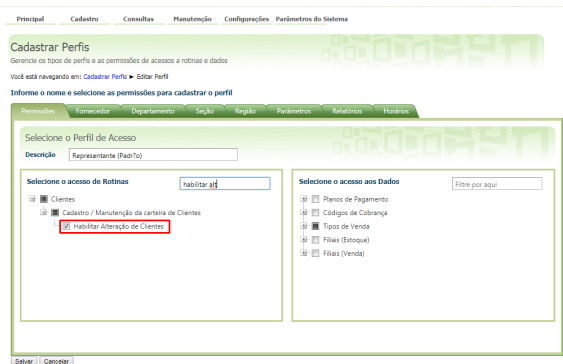 Principal Cadastro Consultas Manutenção Configurações Parâmetros do Sistema
Cadastrar Perfis
Gerencie os tipos de perfis e as permissões de acessos a rotinas e dados
Você está navegando em: Cadastrar Perfis ► Editar Perfil
Informe o nome e selecione as permissões para cadastrar o perfil
Permissões Fornecedor Departamento Seção Região Parâmetros Relatórios Horários
Selecione o Perfil de Acesso
Descrição Representante (Padr?o)
Selecione o acesso de Rotinas habilitar alt
Clientes
Cadastro / Manutenção da carteira de Clientes
Habilitar Alteração de Clientes
Selecione o acesso aos Dados Filtre por aqui
Planos de Pagamento
Códigos de Cobrança
Tipos de Venda
Filiais (Estoque)
Filiais (Venda)
Salvar Cancelar